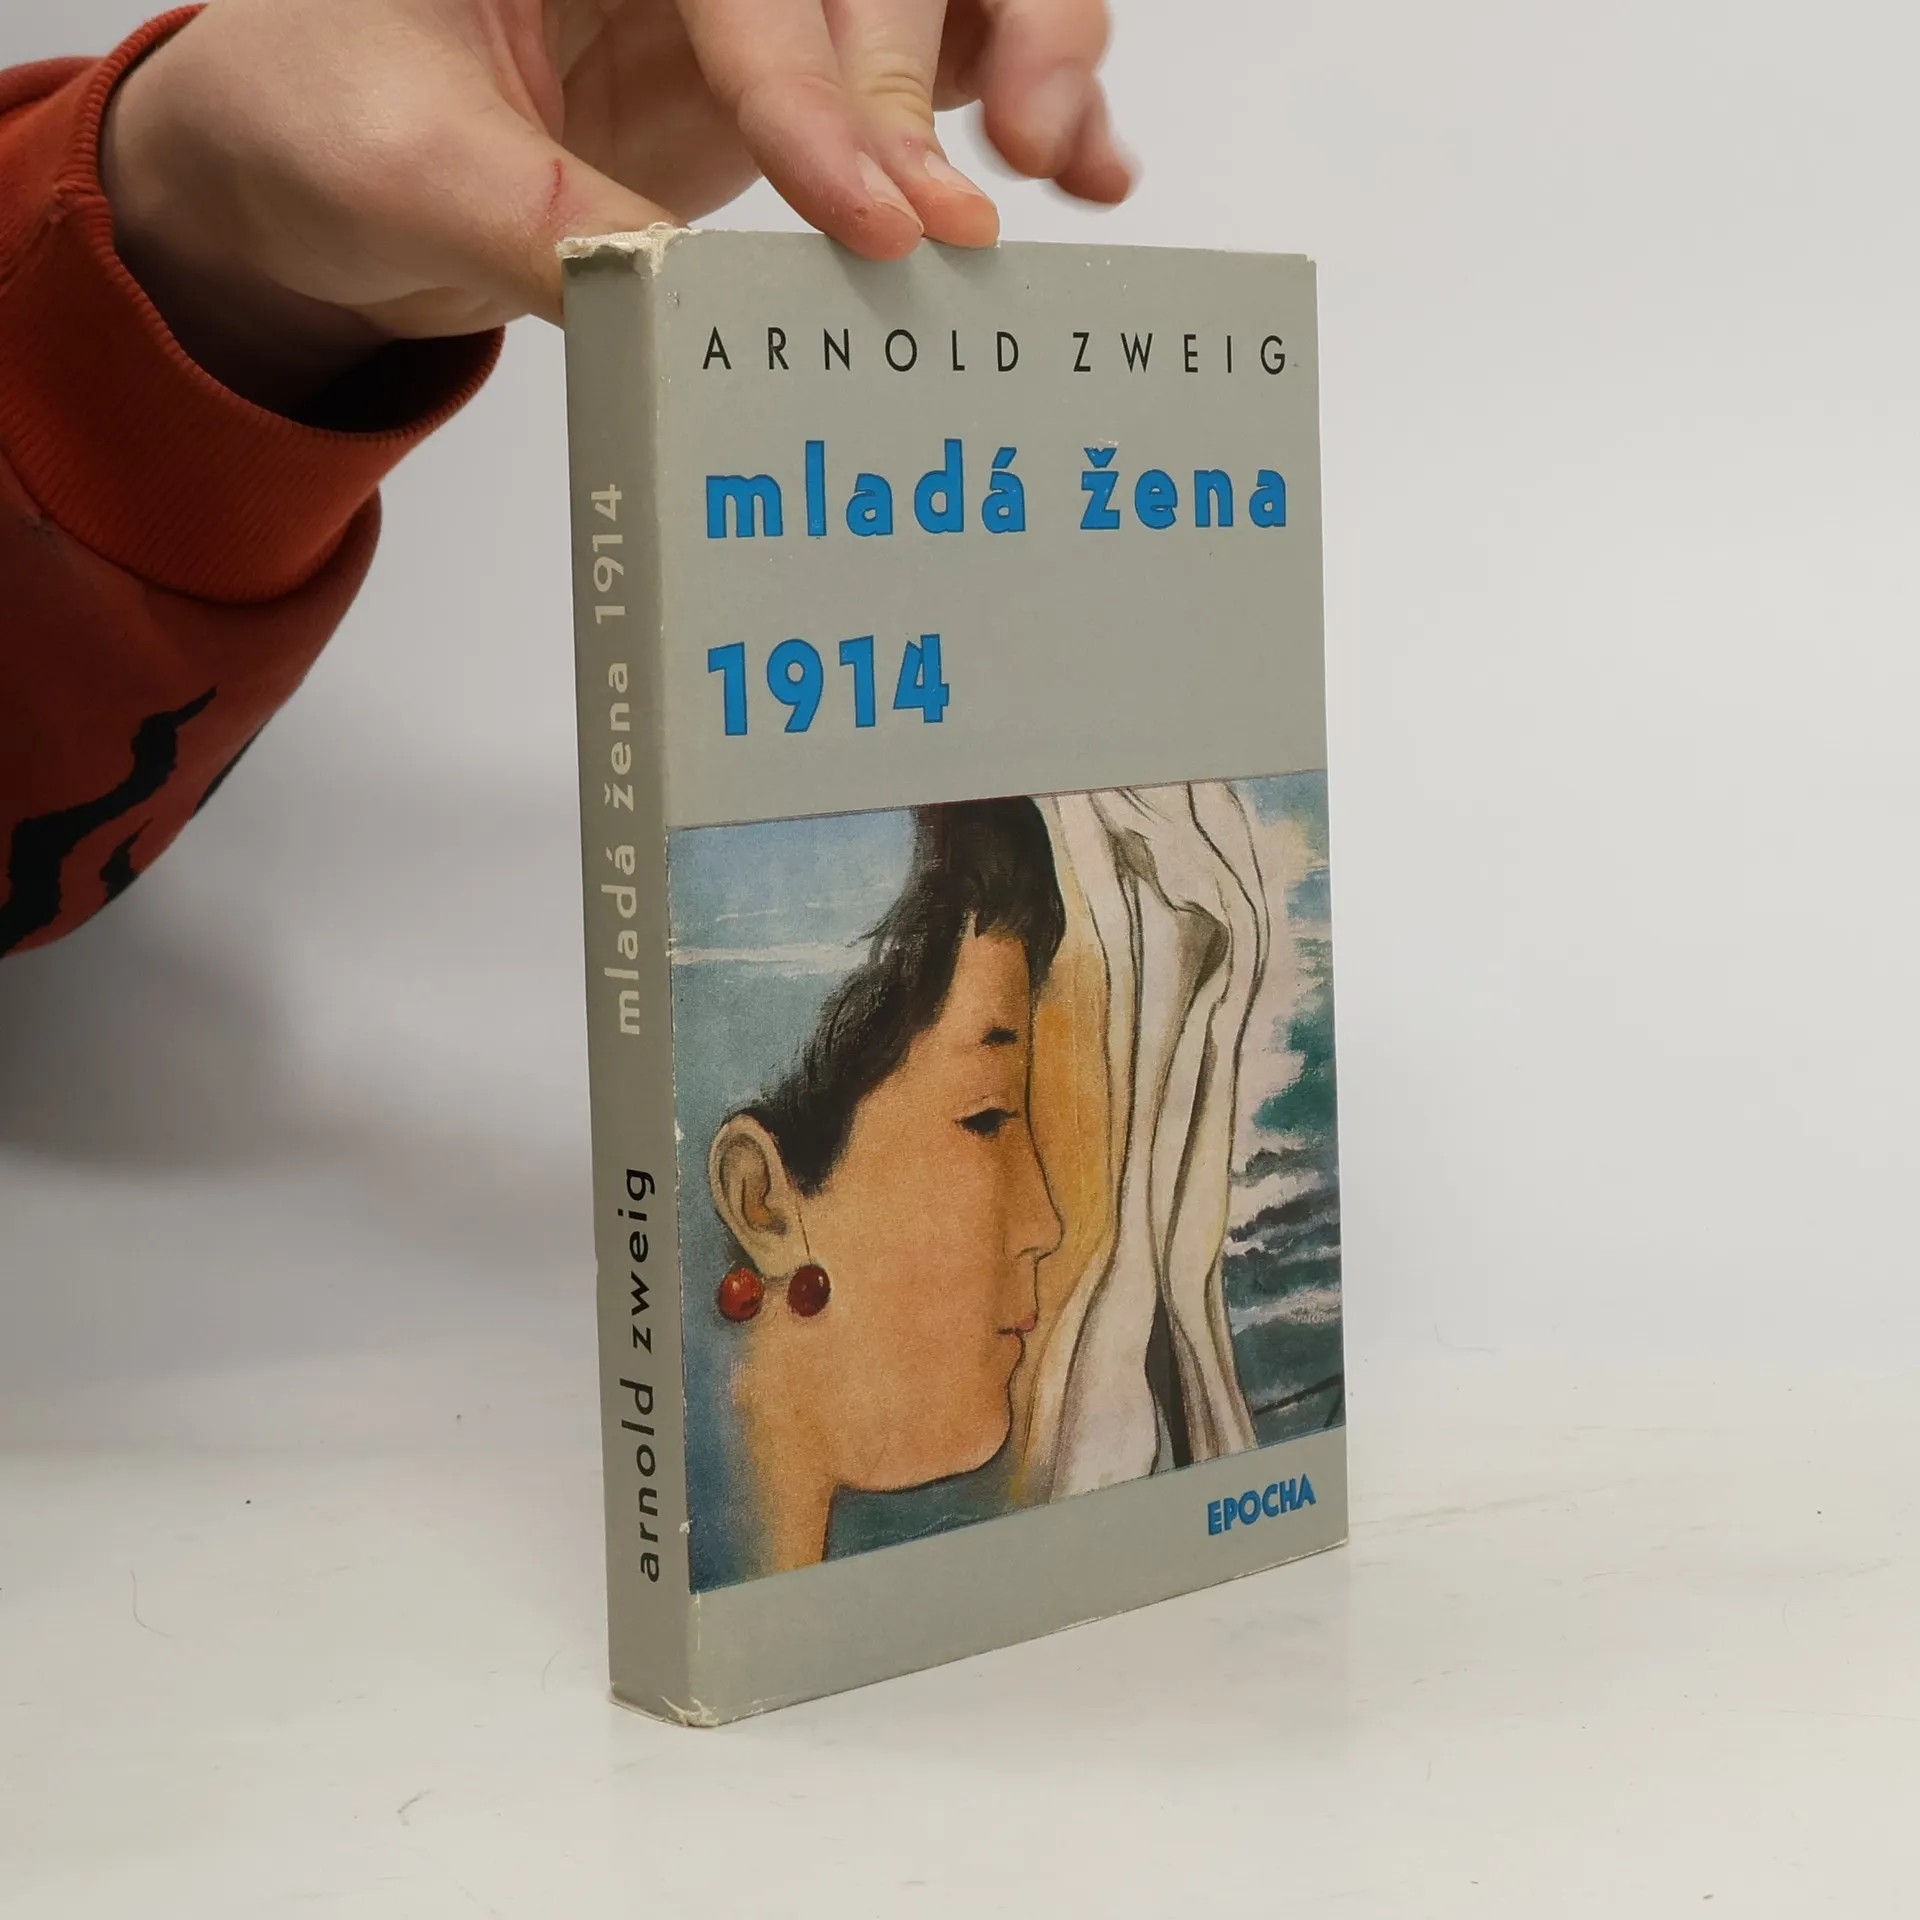 ARNOLD ZWEIG
mladá žena
1914
EPOCHA
arnold zweig mladá žena 1914